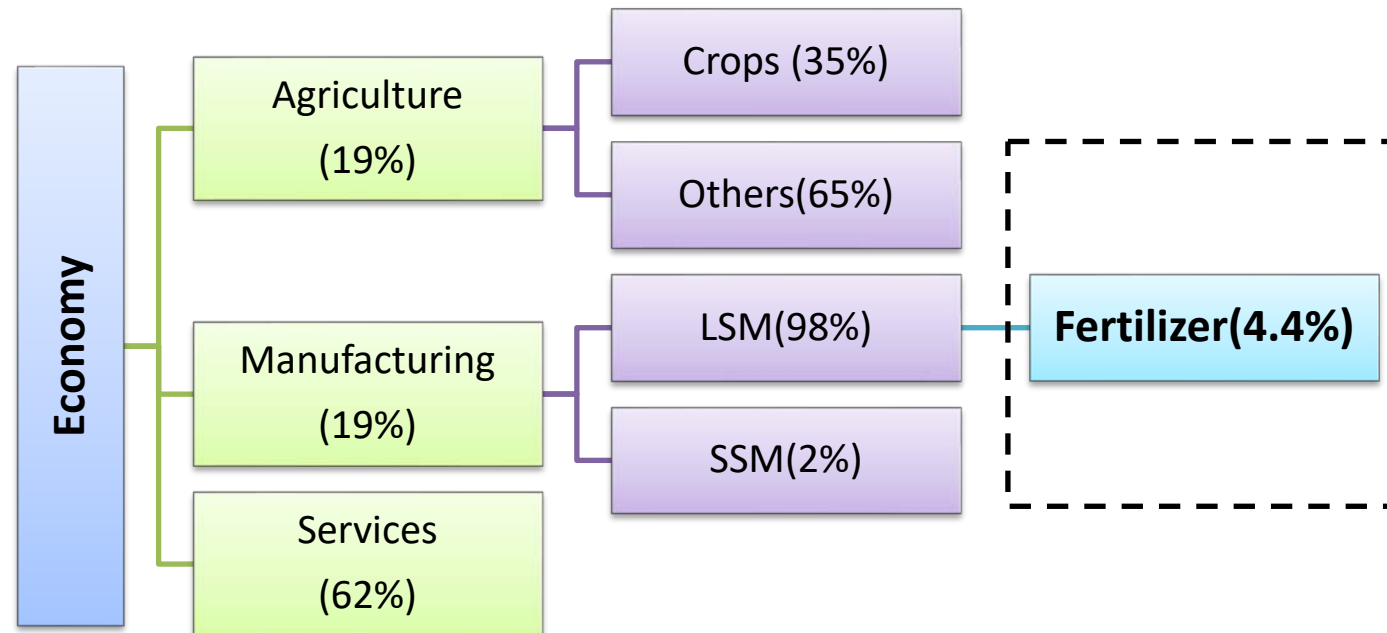 Economy
Agriculture
(19%)
Crops (35%)
Others(65%)
Manufacturing
(19%)
LSM(98%)
Fertilizer(4.4%)
SSM(2%)
Services
(62%)